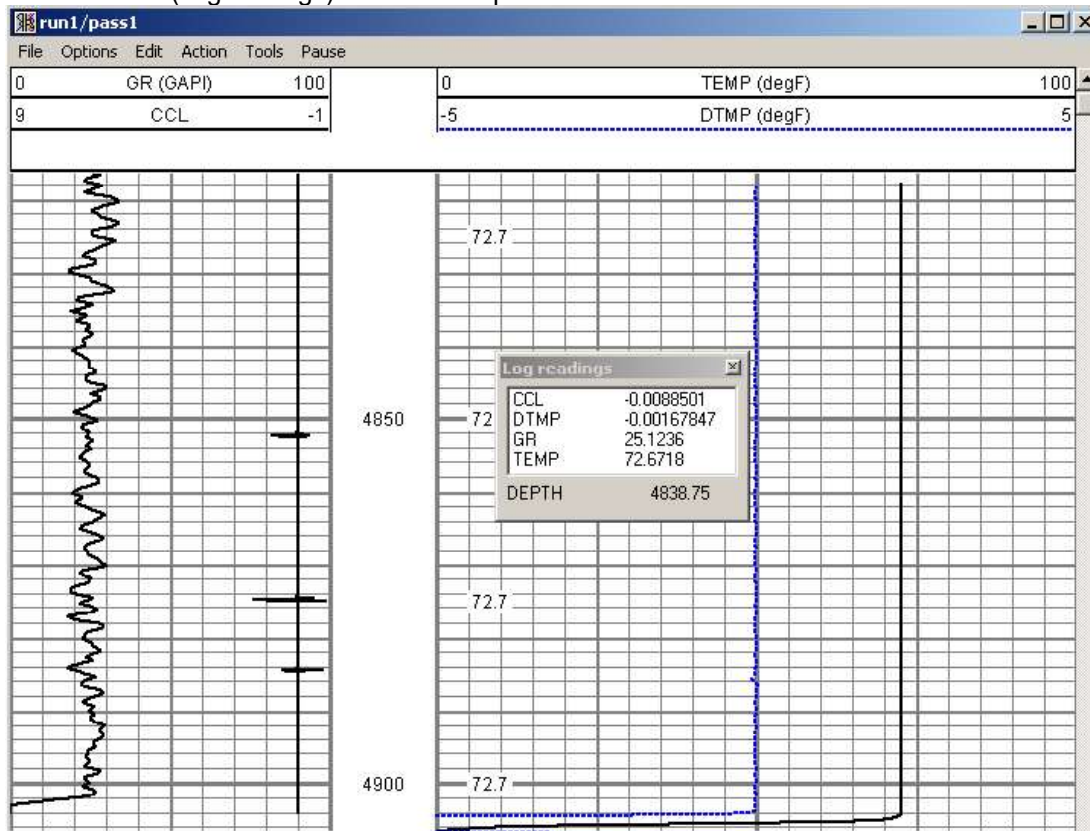 run1/pass1
File Options Edit Action Tools Pause
0 GR (GAPI) 100
9 CCL -1
0 TEMP (degF) 100
-5 DTMP (degF) 5
72.7
Log readings
CCL -0.0088501
DTMP -0.00167847
GR 25.1236
TEMP 72.6718
DEPTH 4838.75
4850 72
72.7
4900 72.7